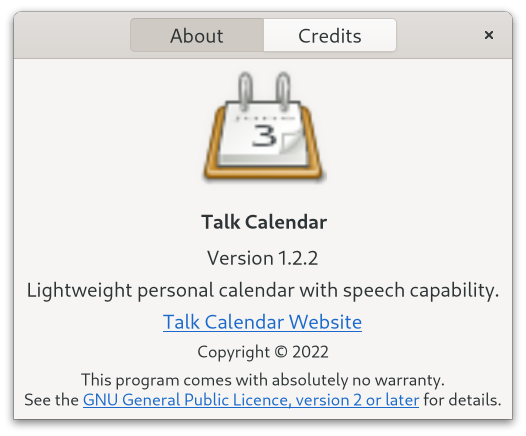 About Credits ×
3
Talk Calendar
Version 1.2.2
Lightweight personal calendar with speech capability.
Talk Calendar Website
Copyright © 2022
This program comes with absolutely no warranty.
See the GNU General Public Licence, version 2 or later for details.